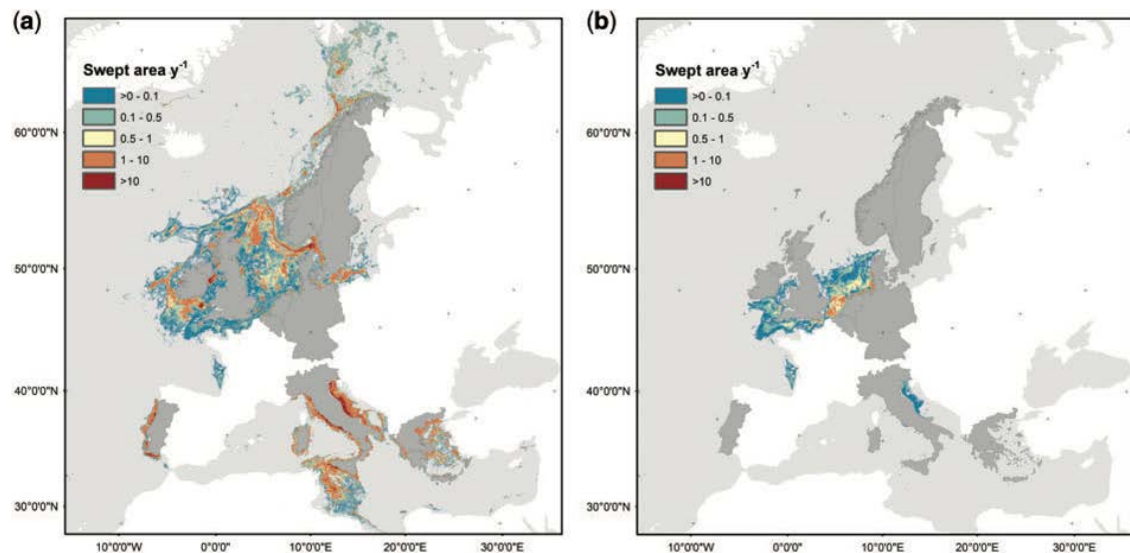 (a)
Swept area y-1
>0 - 0.1
0.1 - 0.5
0.5 - 1
1 - 10
>10
60°0'0"N
50°0'0"N
40°0'0"N
30°0'0"N
10°0'0"W
0°0'0"
10°0'0"E
20°0'0"E
30°0'0"E
(b)
Swept area y-1
>0 - 0.1
0.1 - 0.5
0.5 - 1
1 - 10
>10
60°0'0"N
50°0'0"N
40°0'0"N
30°0'0"N
10°0'0"W
0°0'0"
10°0'0"E
20°0'0"E
30°0'0"E